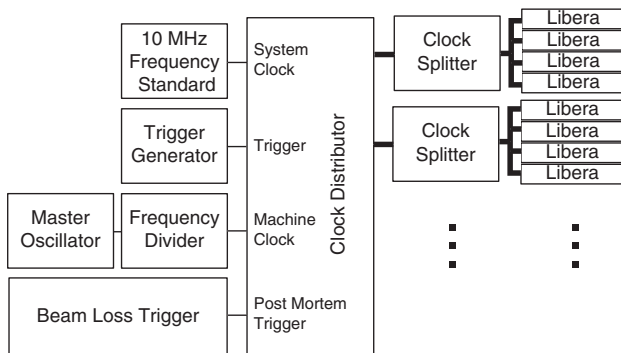 10 MHz
Frequency
Standard
System
Clock
Trigger
Generator
Trigger
Master
Oscillator
Frequency
Divider
Machine
Clock
Beam Loss Trigger
Post Mortem
Trigger
Clock Distributor
Clock
Splitter
Libera
Libera
Libera
Libera
Clock
Splitter
Libera
Libera
Libera
Libera